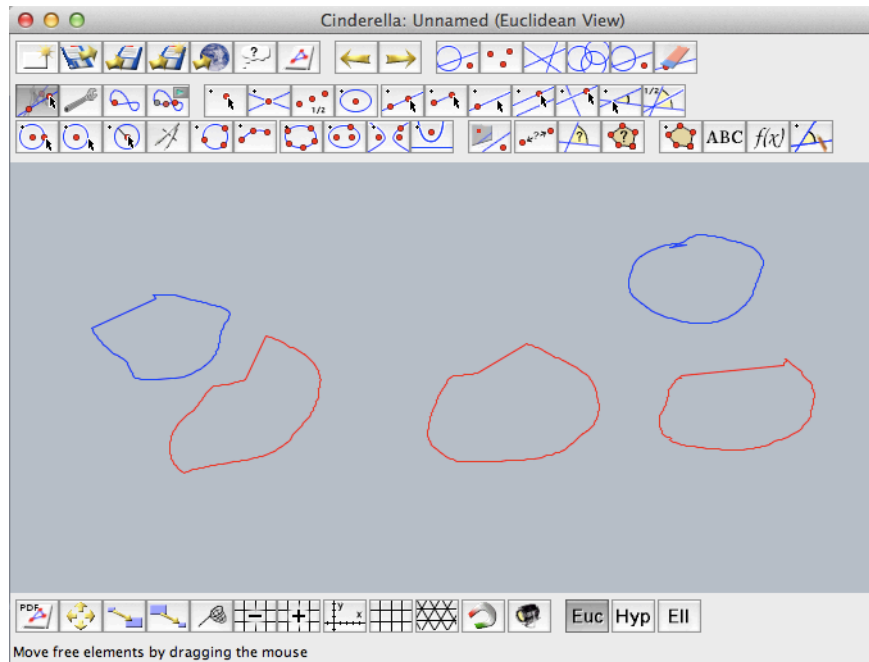 Cinderella: Unnamed (Euclidean View)
?
1/2
1/2
?
? ? ABC f(x)
PDF y x Euc Hyp Ell
Move free elements by dragging the mouse